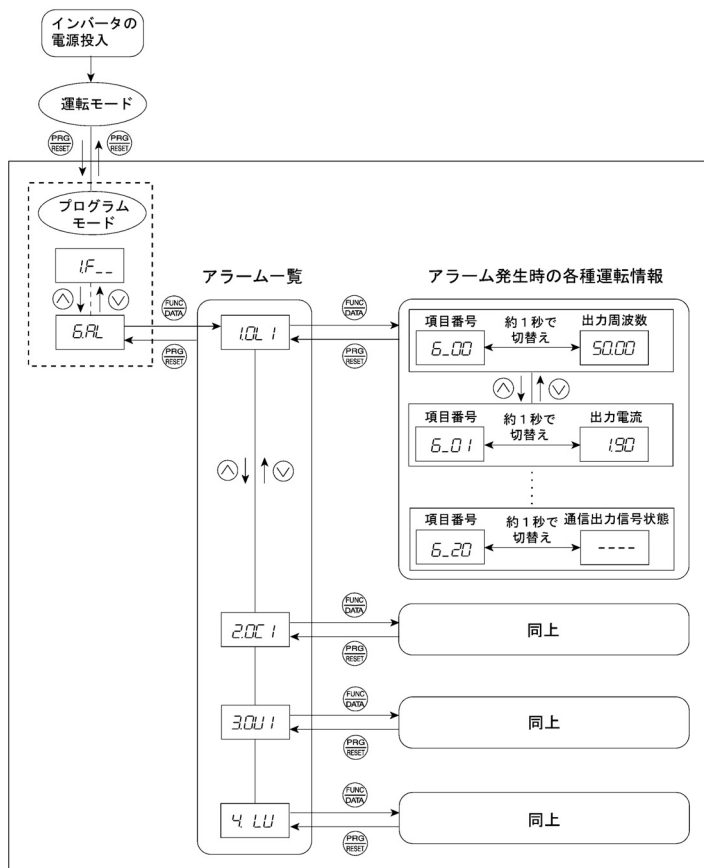 インバータの
電源投入
運転モード
PRG
RESET
PRG
RESET
プログラム
モード
1.F__
6.AL
FUNC
DATA
PRG
RESET
アラーム一覧
1.OL1
FUNC
DATA
PRG
RESET
アラーム発生時の各種運転情報
項目番号
約1秒で
切替え
出力周波数
6_00
50.00
項目番号
約1秒で
切替え
出力電流
6_01
1.90
項目番号
約1秒で
切替え
通信出力信号状態
6_20
----
2.OC1
FUNC
DATA
PRG
RESET
同上
3.OU1
FUNC
DATA
PRG
RESET
同上
4. LU
FUNC
DATA
PRG
RESET
同上